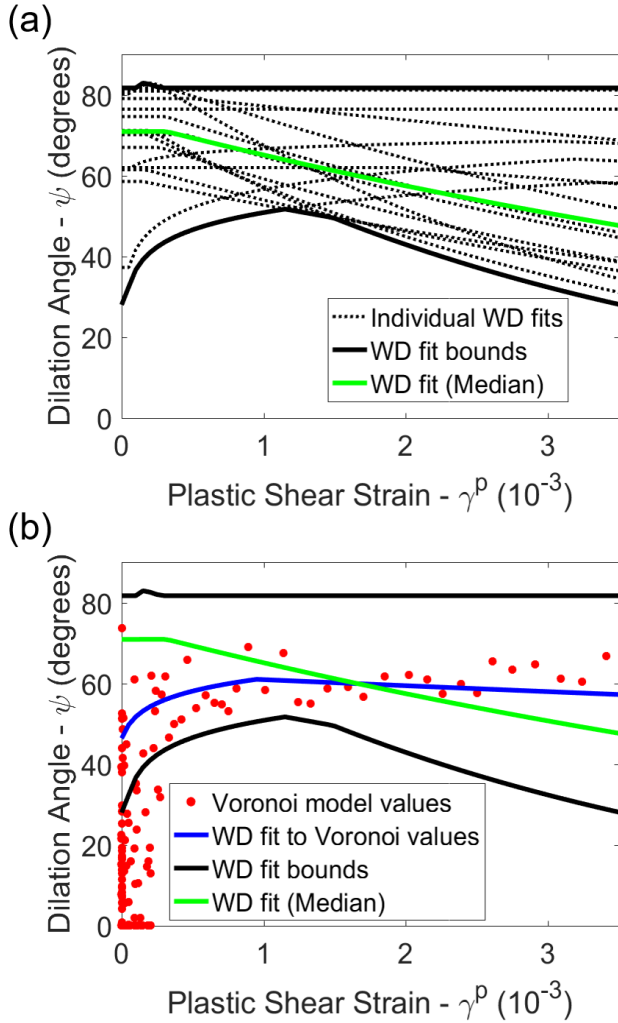 (a)
Dilation Angle - ψ (degrees)
80
60
40
20
0
Individual WD fits
WD fit bounds
WD fit (Median)
0 1 2 3
Plastic Shear Strain - γᵖ (10⁻³)
(b)
Dilation Angle - ψ (degrees)
80
60
40
20
0
Voronoi model values
WD fit to Voronoi values
WD fit bounds
WD fit (Median)
0 1 2 3
Plastic Shear Strain - γᵖ (10⁻³)